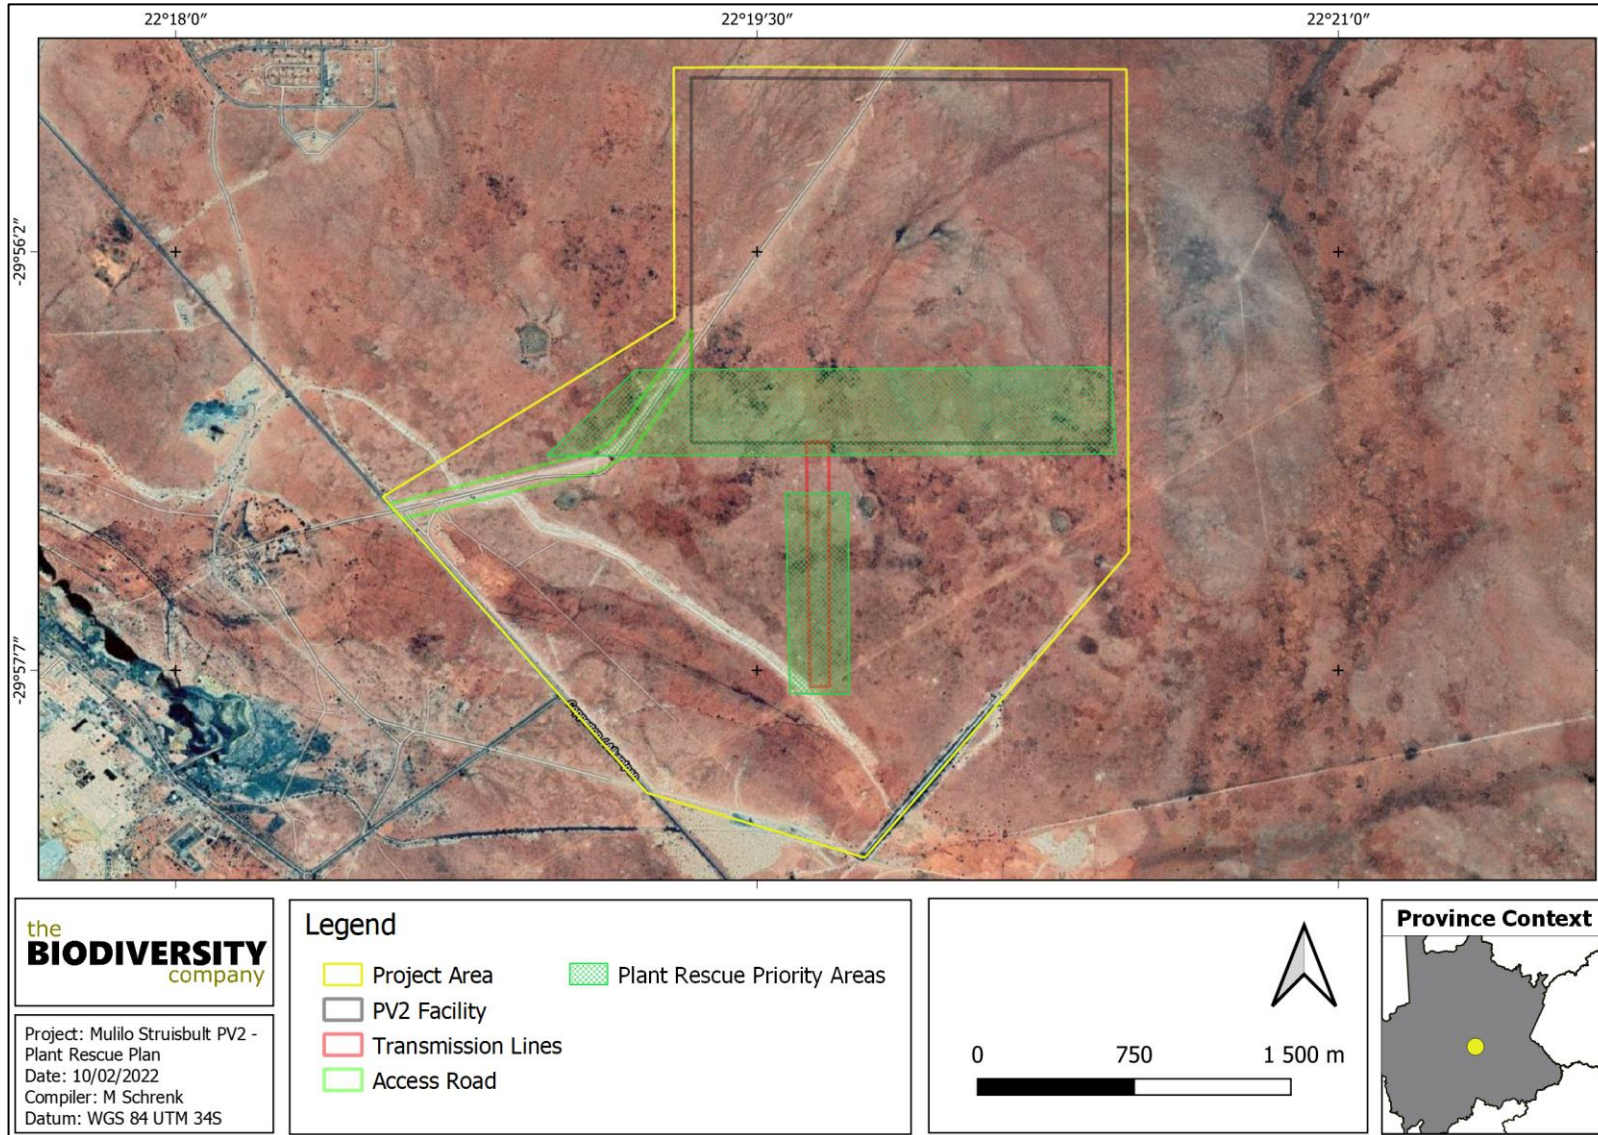 22°18′0″ 22°19′30″ 22°21′0″
-29°56′2″
-29°57′7″
Copperton / Alkantpan
the
BIODIVERSITY
company
Project: Mulilo Struisbult PV2 -
Plant Rescue Plan
Date: 10/02/2022
Compiler: M Schrenk
Datum: WGS 84 UTM 34S
Legend
Project Area
PV2 Facility
Transmission Lines
Access Road
Plant Rescue Priority Areas
0 750 1 500 m
Province Context